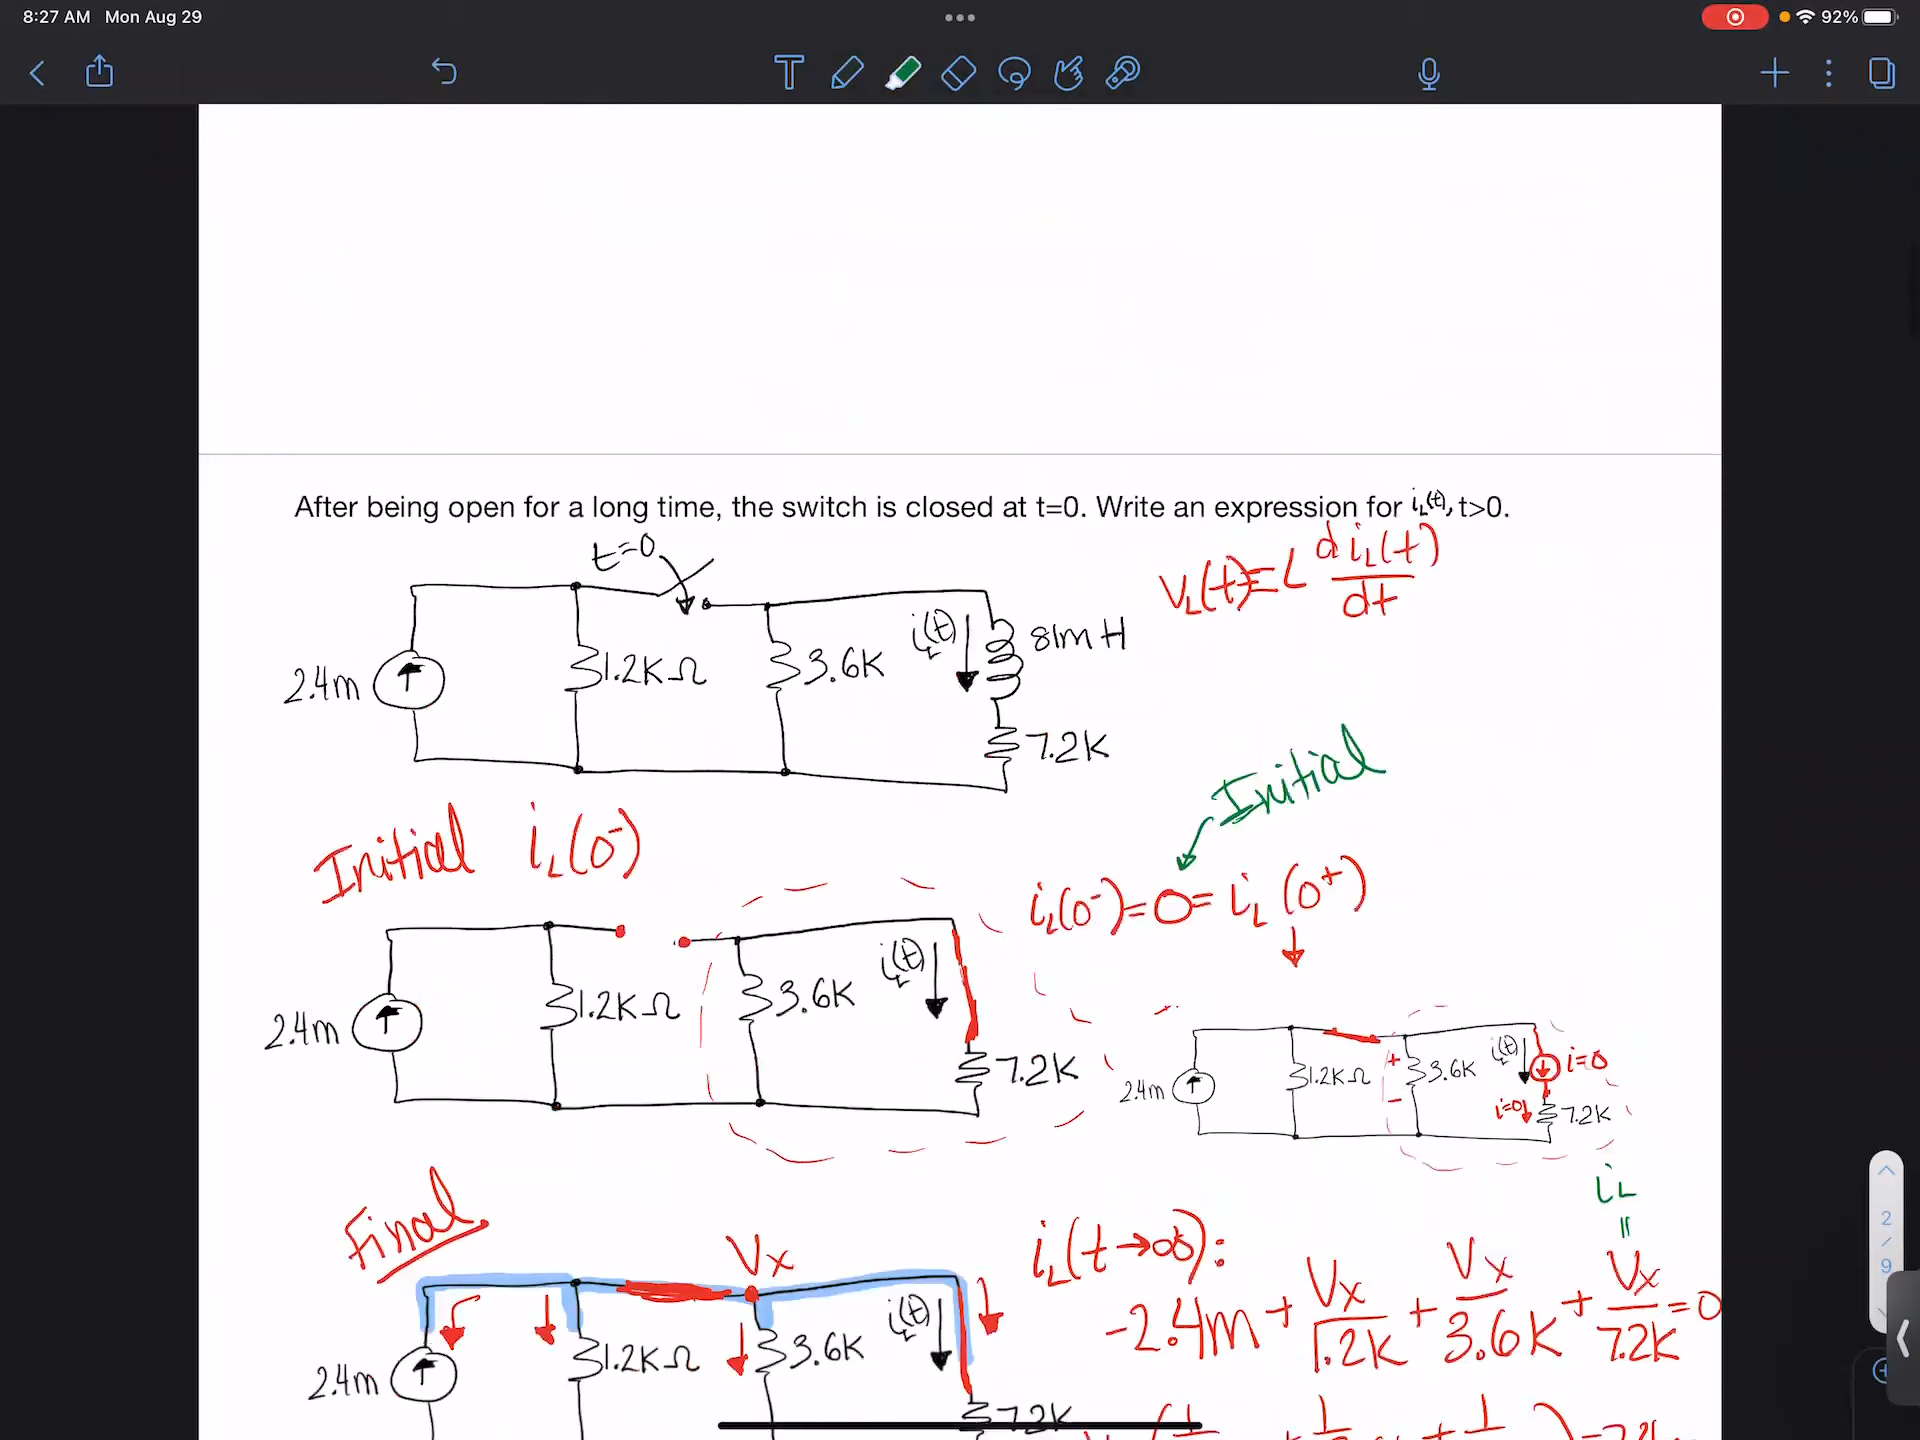 8:27 AM Mon Aug 29
92%
After being open for a long time, the switch is closed at t=0. Write an expression for iL(t), t>0.
t=0
VL(t)=L diL(t)/dt
2.4m
1.2KΩ
3.6K
iL(t)
81mH
7.2K
Initial
Initial iL(0-)
iL(0-)=0=iL(0+)
2.4m
1.2KΩ
3.6K
iL(t)
7.2K
2.4m
1.2KΩ
+
-
3.6K
iL(t)
i=0
i=0
7.2K
Final
Vx
iL(t→∞):
iL
=
-2.4m + Vx/1.2K + Vx/3.6K + Vx/7.2K = 0
2.4m
1.2KΩ
3.6K
iL(t)
7.2K
2
/
9